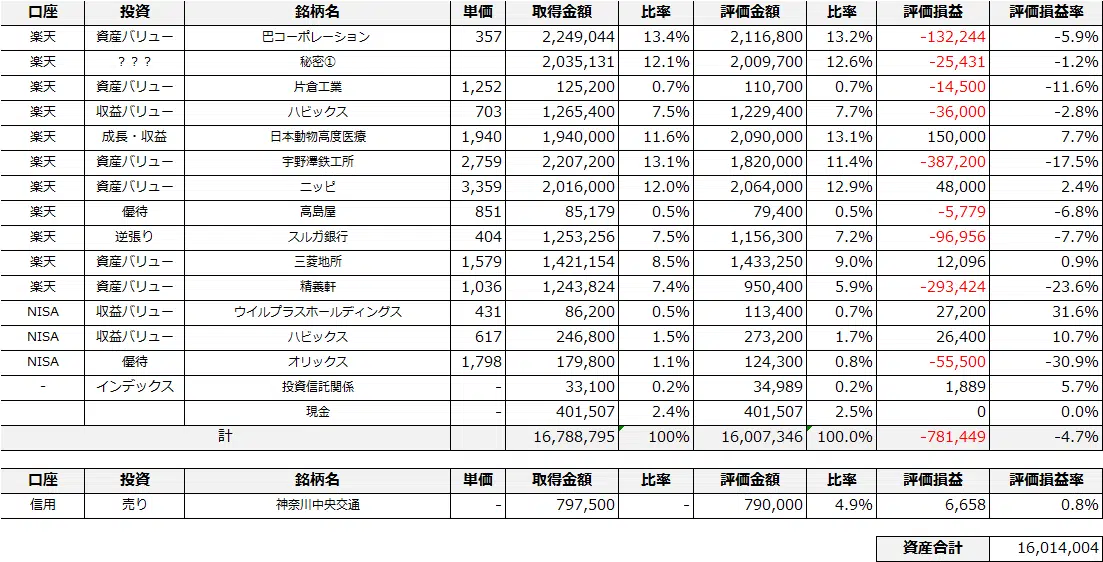 口座 投資 銘柄名 単価 取得金額 比率 評価金額 比率 評価損益 評価損益率
楽天 資産バリュー 巴コーポレーション 357 2,249,044 13.4% 2,116,800 13.2% -132,244 -5.9%
楽天 ？？？ 秘密① 2,035,131 12.1% 2,009,700 12.6% -25,431 -1.2%
楽天 資産バリュー 片倉工業 1,252 125,200 0.7% 110,700 0.7% -14,500 -11.6%
楽天 収益バリュー ハビックス 703 1,265,400 7.5% 1,229,400 7.7% -36,000 -2.8%
楽天 成長・収益 日本動物高度医療 1,940 1,940,000 11.6% 2,090,000 13.1% 150,000 7.7%
楽天 資産バリュー 宇野澤鉄工所 2,759 2,207,200 13.1% 1,820,000 11.4% -387,200 -17.5%
楽天 資産バリュー ニッピ 3,359 2,016,000 12.0% 2,064,000 12.9% 48,000 2.4%
楽天 優待 高島屋 851 85,179 0.5% 79,400 0.5% -5,779 -6.8%
楽天 逆張り スルガ銀行 404 1,253,256 7.5% 1,156,300 7.2% -96,956 -7.7%
楽天 資産バリュー 三菱地所 1,579 1,421,154 8.5% 1,433,250 9.0% 12,096 0.9%
楽天 資産バリュー 精養軒 1,036 1,243,824 7.4% 950,400 5.9% -293,424 -23.6%
NISA 収益バリュー ウイルプラスホールディングス 431 86,200 0.5% 113,400 0.7% 27,200 31.6%
NISA 収益バリュー ハビックス 617 246,800 1.5% 273,200 1.7% 26,400 10.7%
NISA 優待 オリックス 1,798 179,800 1.1% 124,300 0.8% -55,500 -30.9%
- インデックス 投資信託関係 - 33,100 0.2% 34,989 0.2% 1,889 5.7%
現金 - 401,507 2.4% 401,507 2.5% 0 0.0%
計 16,788,795 100% 16,007,346 100.0% -781,449 -4.7%
口座 投資 銘柄名 単価 取得金額 比率 評価金額 比率 評価損益 評価損益率
信用 売り 神奈川中央交通 - 797,500 - 790,000 4.9% 6,658 0.8%
資産合計 16,014,004